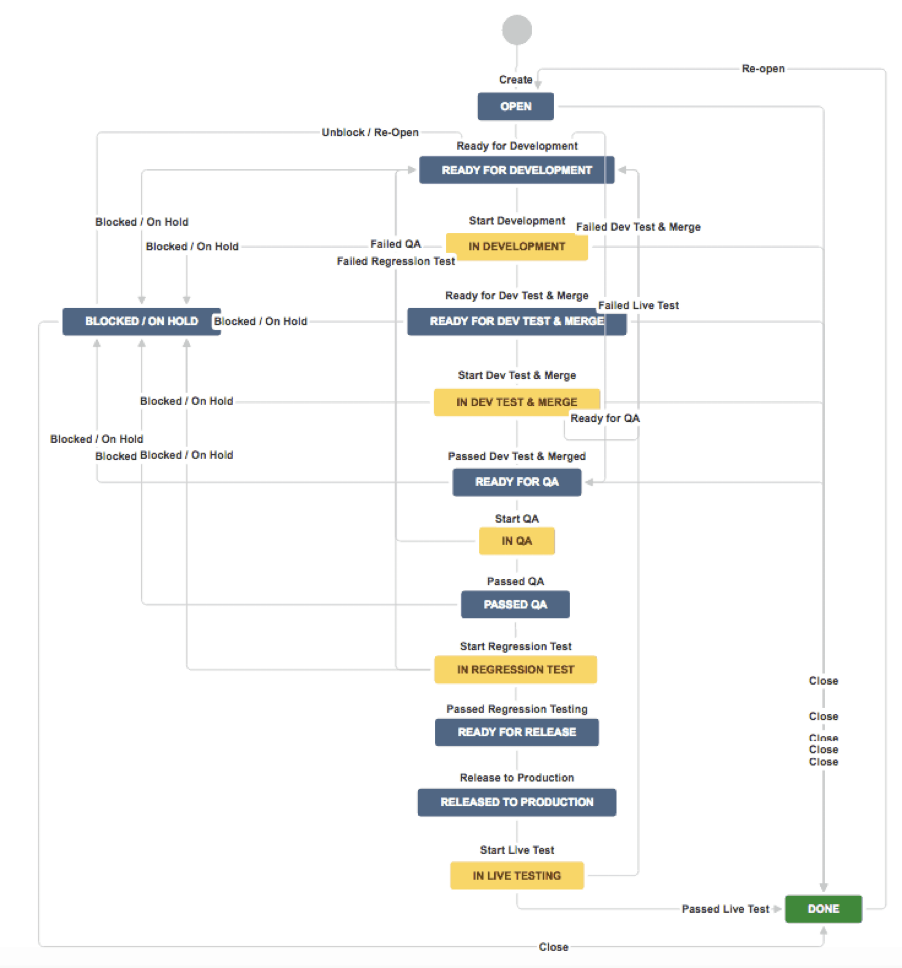 Re-open
Create
OPEN
Unblock / Re-Open
Ready for Development
READY FOR DEVELOPMENT
Blocked / On Hold
Start Development
Failed Dev Test & Merge
Blocked / On Hold
Failed QA
IN DEVELOPMENT
Failed Regression Test
Ready for Dev Test & Merge
Failed Live Test
BLOCKED / ON HOLD
Blocked / On Hold
READY FOR DEV TEST & MERGE
Start Dev Test & Merge
Blocked / On Hold
IN DEV TEST & MERGE
Ready for QA
Blocked / On Hold
Blocked
Blocked / On Hold
Passed Dev Test & Merged
READY FOR QA
Start QA
IN QA
Passed QA
PASSED QA
Start Regression Test
IN REGRESSION TEST
Close
Passed Regression Testing
Close
READY FOR RELEASE
Close
Close
Close
Release to Production
RELEASED TO PRODUCTION
Start Live Test
IN LIVE TESTING
Passed Live Test
DONE
Close